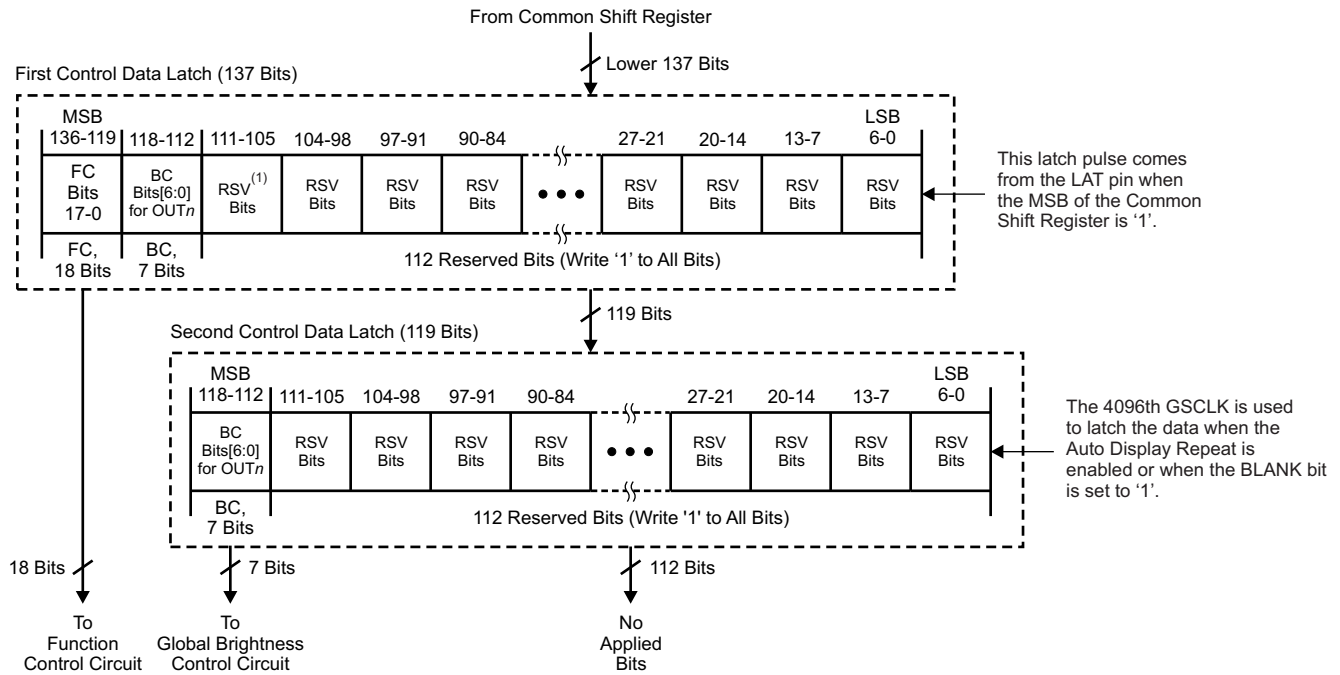 From Common Shift Register
Lower 137 Bits
First Control Data Latch (137 Bits)
MSB
LSB
136-119 118-112 111-105 104-98 97-91 90-84 27-21 20-14 13-7 6-0
FC
Bits
17-0
BC
Bits[6:0]
for OUTn
RSV(1)
Bits
RSV
Bits
RSV
Bits
RSV
Bits
RSV
Bits
RSV
Bits
RSV
Bits
RSV
Bits
This latch pulse comes
from the LAT pin when
the MSB of the Common
Shift Register is ‘1’.
FC,
18 Bits
BC,
7 Bits
112 Reserved Bits (Write ‘1’ to All Bits)
119 Bits
Second Control Data Latch (119 Bits)
MSB
LSB
118-112 111-105 104-98 97-91 90-84 27-21 20-14 13-7 6-0
BC
Bits[6:0]
for OUTn
RSV
Bits
RSV
Bits
RSV
Bits
RSV
Bits
RSV
Bits
RSV
Bits
RSV
Bits
RSV
Bits
The 4096th GSCLK is used
to latch the data when the
Auto Display Repeat is
enabled or when the BLANK bit
is set to ‘1’.
BC,
7 Bits
112 Reserved Bits (Write '1' to All Bits)
18 Bits
7 Bits
112 Bits
To
Function
Control Circuit
To
Global Brightness
Control Circuit
No
Applied
Bits